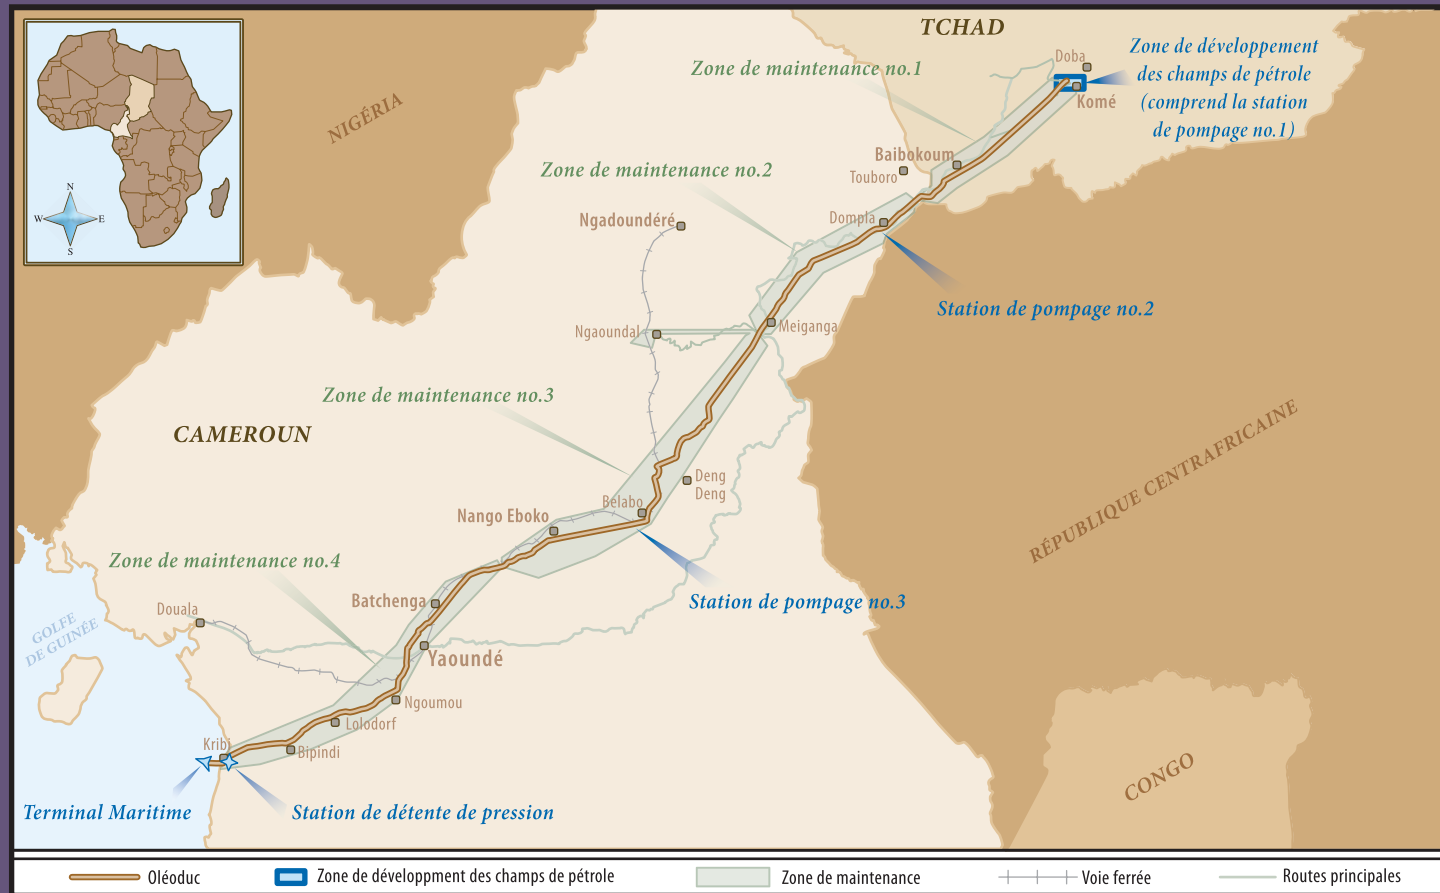 TCHAD
Zone de développement
des champs de pétrole
(comprend la station
de pompage no.1)
Doba
Komé
Zone de maintenance no.1
NIGÉRIA
Baibokoum
Touboro
Zone de maintenance no.2
N
W
E
S
Ngadoundéré
Dompla
Station de pompage no.2
Ngaoundal
Meiganga
Zone de maintenance no.3
CAMEROUN
RÉPUBLIQUE CENTRAFRICAINE
Deng
Deng
Belabo
Nango Eboko
Zone de maintenance no.4
Station de pompage no.3
Batchenga
Douala
GOLFE
DE GUINÉE
Yaoundé
Ngoumou
Lolodorf
Kribi
Bipindi
CONGO
Terminal Maritime
Station de détente de pression
Oléoduc
Zone de développment des champs de pétrole
Zone de maintenance
Voie ferrée
Routes principales